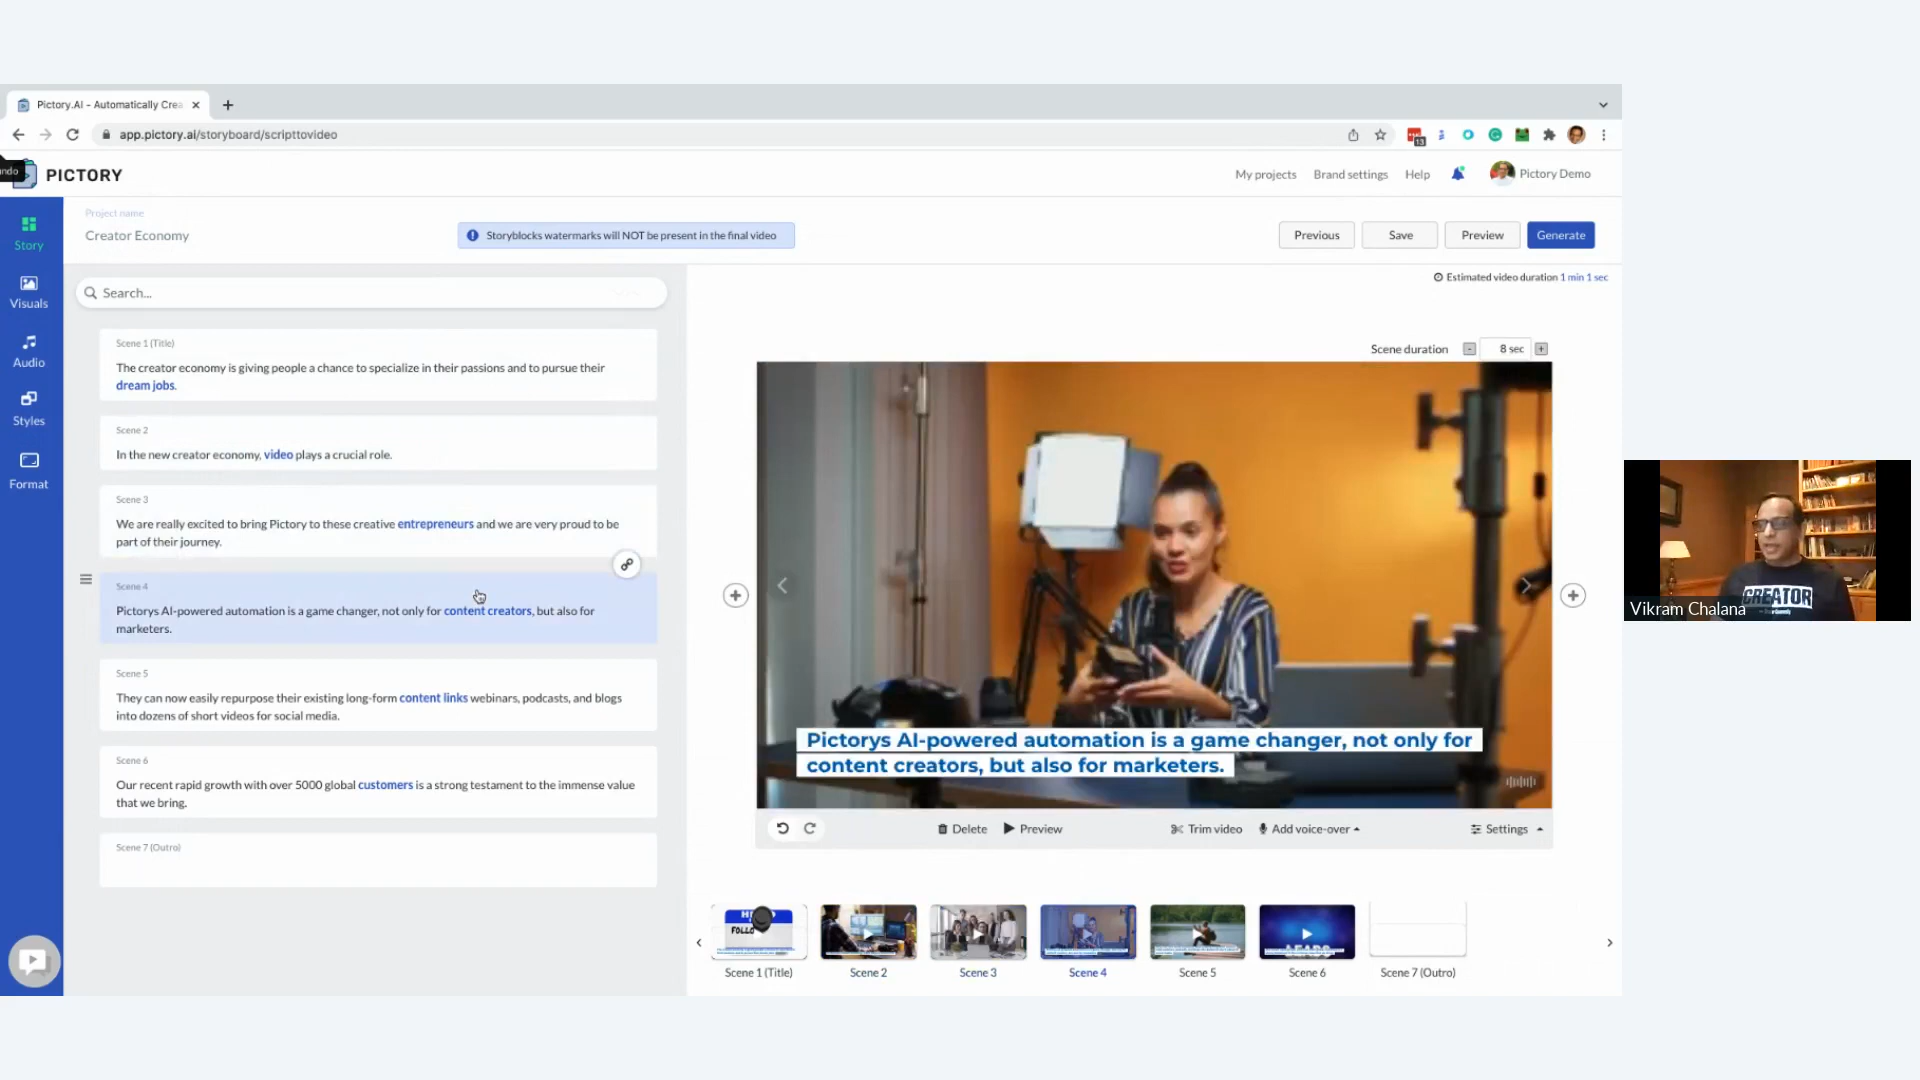 Pictory.AI - Automatically Crea
app.pictory.ai/storyboard/scripttovideo
13
ndo
PICTORY
My projects
Brand settings
Help
Pictory Demo
Story
Visuals
Audio
Styles
Format
Project name
Creator Economy
Storyblocks watermarks will NOT be present in the final video
Previous
Save
Preview
Generate
Estimated video duration 1 min 1 sec
Search...
Scene 1 (Title)
The creator economy is giving people a chance to specialize in their passions and to pursue their
dream jobs.
Scene 2
In the new creator economy, video plays a crucial role.
Scene 3
We are really excited to bring Pictory to these creative entrepreneurs and we are very proud to be
part of their journey.
Scene 4
Pictorys AI-powered automation is a game changer, not only for content creators, but also for
marketers.
Scene 5
They can now easily repurpose their existing long-form content links webinars, podcasts, and blogs
into dozens of short videos for social media.
Scene 6
Our recent rapid growth with over 5000 global customers is a strong testament to the immense value
that we bring.
Scene 7 (Outro)
Scene duration
- 8 sec +
Pictorys AI-powered automation is a game changer, not only for
content creators, but also for marketers.
Delete
Preview
Trim video
Add voice-over
Settings
FOLLO
Scene 1 (Title)
Scene 2
Scene 3
Scene 4
Scene 5
Scene 6
Scene 7 (Outro)
CREATOR
Vikram Chalana